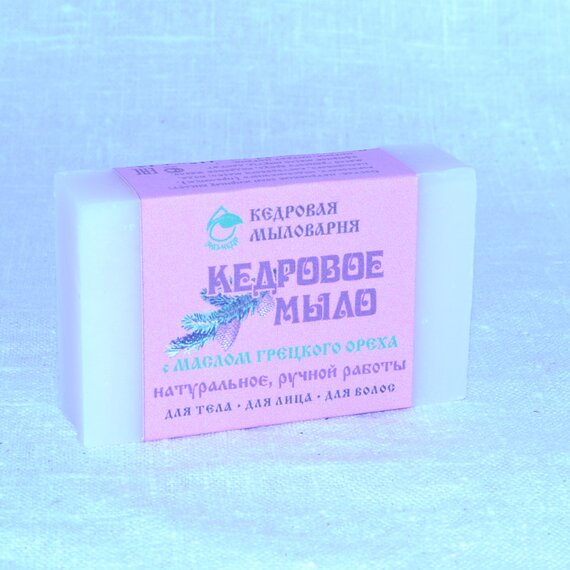 КЕДРОВАЯ
МЫЛОВАРНЯ
КЕДРОВОЕ
МЫЛО
с МАСЛОМ ГРЕЦКОГО ОРЕХА
НАТУРАЛЬНОЕ, РУЧНОЙ РАБОТЫ
ДЛЯ ТЕЛА • ДЛЯ ЛИЦА • ДЛЯ ВОЛОС